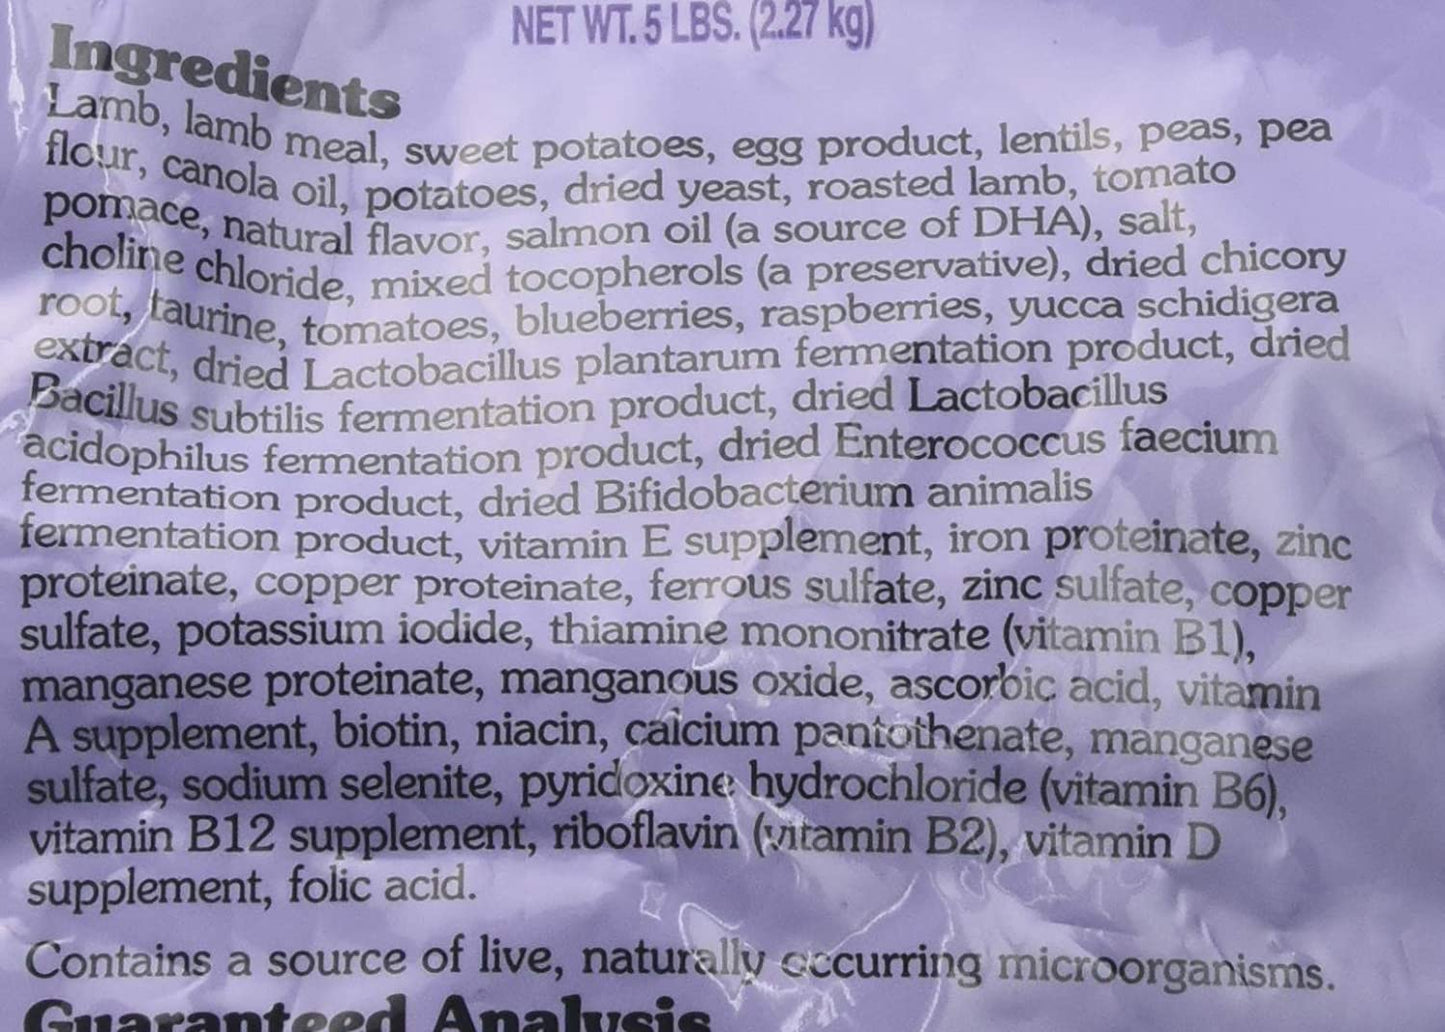 NET WT. 5 LBS. (2.27 kg)
Ingredients
Lamb, lamb meal, sweet potatoes, egg product, lentils, peas, pea
flour, canola oil, potatoes, dried yeast, roasted lamb, tomato
pomace, natural flavor, salmon oil (a source of DHA), salt,
choline chloride, mixed tocopherols (a preservative), dried chicory
root, taurine, tomatoes, blueberries, raspberries, yucca schidigera
extract, dried Lactobacillus plantarum fermentation product, dried
Bacillus subtilis fermentation product, dried Lactobacillus
acidophilus fermentation product, dried Enterococcus faecium
fermentation product, dried Bifidobacterium animalis
fermentation product, vitamin E supplement, iron proteinate, zinc
proteinate, copper proteinate, ferrous sulfate, zinc sulfate, copper
sulfate, potassium iodide, thiamine mononitrate (vitamin B1),
manganese proteinate, manganous oxide, ascorbic acid, vitamin
A supplement, biotin, niacin, calcium pantothenate, manganese
sulfate, sodium selenite, pyridoxine hydrochloride (vitamin B6),
vitamin B12 supplement, riboflavin (vitamin B2), vitamin D
supplement, folic acid.
Contains a source of live, naturally occurring microorganisms.
Guaranteed Analysis